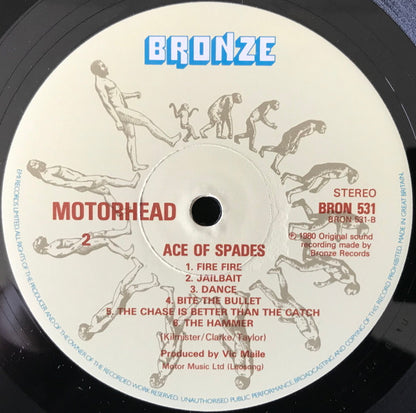 BRONZE
STEREO
MOTORHEAD
BRON 531
BRON 531-B
2
ACE OF SPADES
℗ 1980 Original sound
recording made by
Bronze Records
1. FIRE FIRE
2. JAILBAIT
3. DANCE
4. BITE THE BULLET
5. THE CHASE IS BETTER THAN THE CATCH
6. THE HAMMER
(Kilmister/Clarke/Taylor)
Produced by Vic Maile
Motor Music Ltd (Leosong)
EMI RECORDS LIMITED. ALL RIGHTS OF THE PRODUCER AND OF THE OWNER OF THE RECORDED WORK RESERVED. UNAUTHORISED PUBLIC PERFORMANCE, BROADCASTING AND COPYING OF THIS RECORD PROHIBITED. MADE IN GREAT BRITAIN.